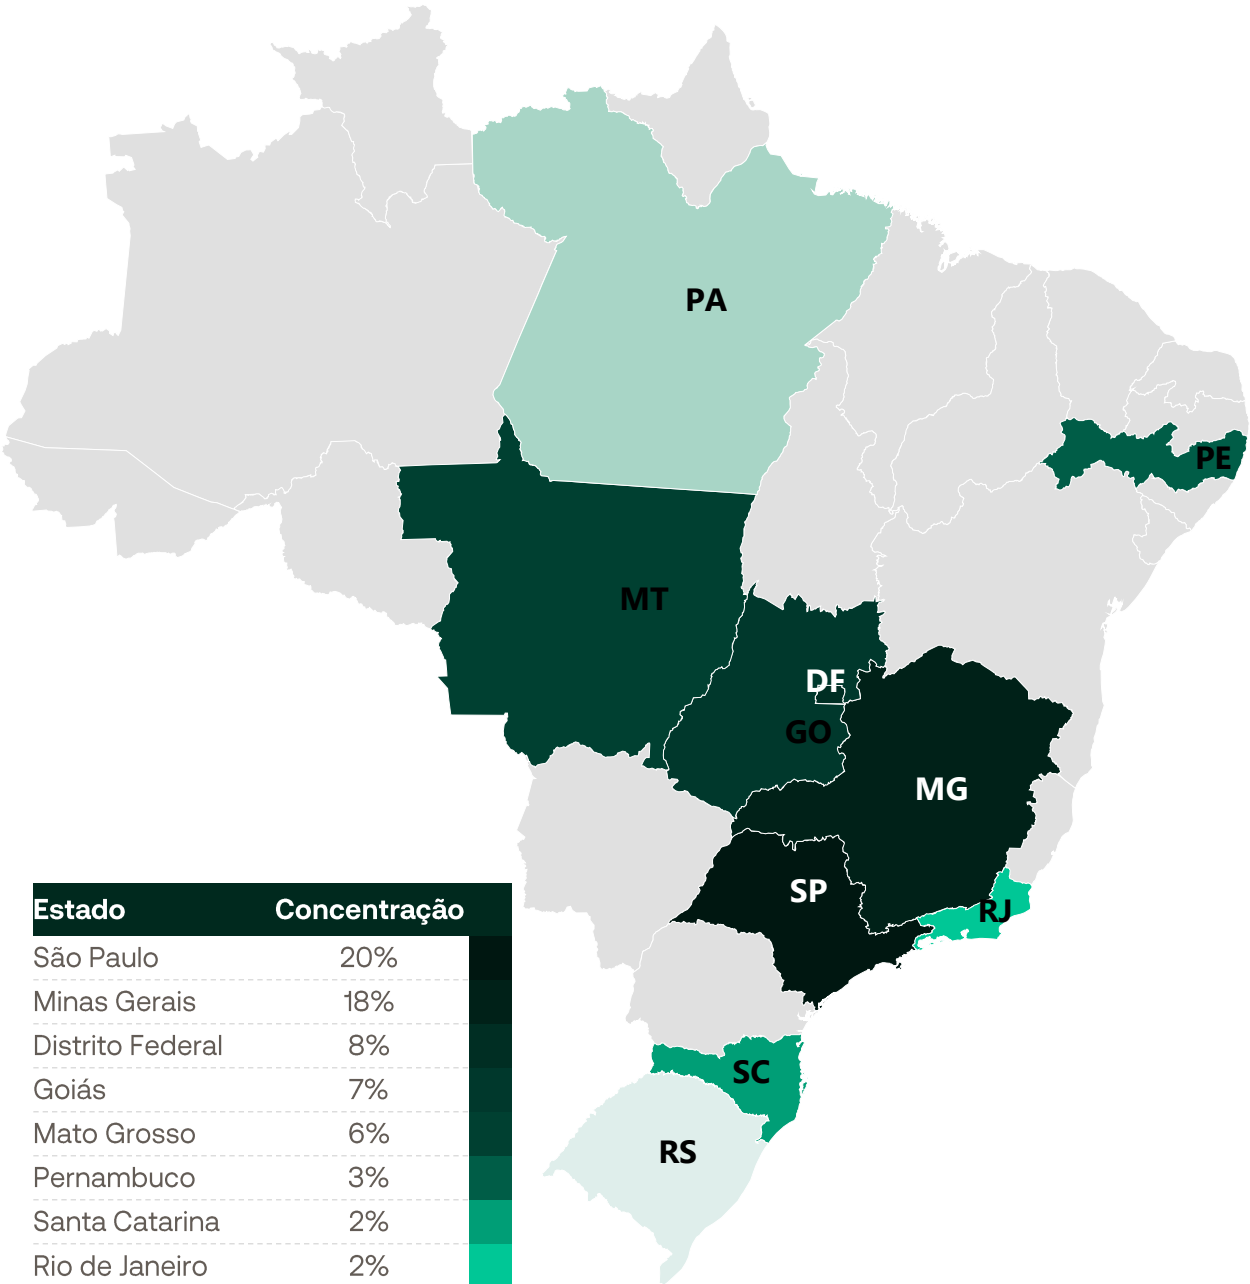 PA
PE
MT
DF
GO
MG
SP
RJ
SC
RS
Estado Concentração
São Paulo 20%
Minas Gerais 18%
Distrito Federal 8%
Goiás 7%
Mato Grosso 6%
Pernambuco 3%
Santa Catarina 2%
Rio de Janeiro 2%